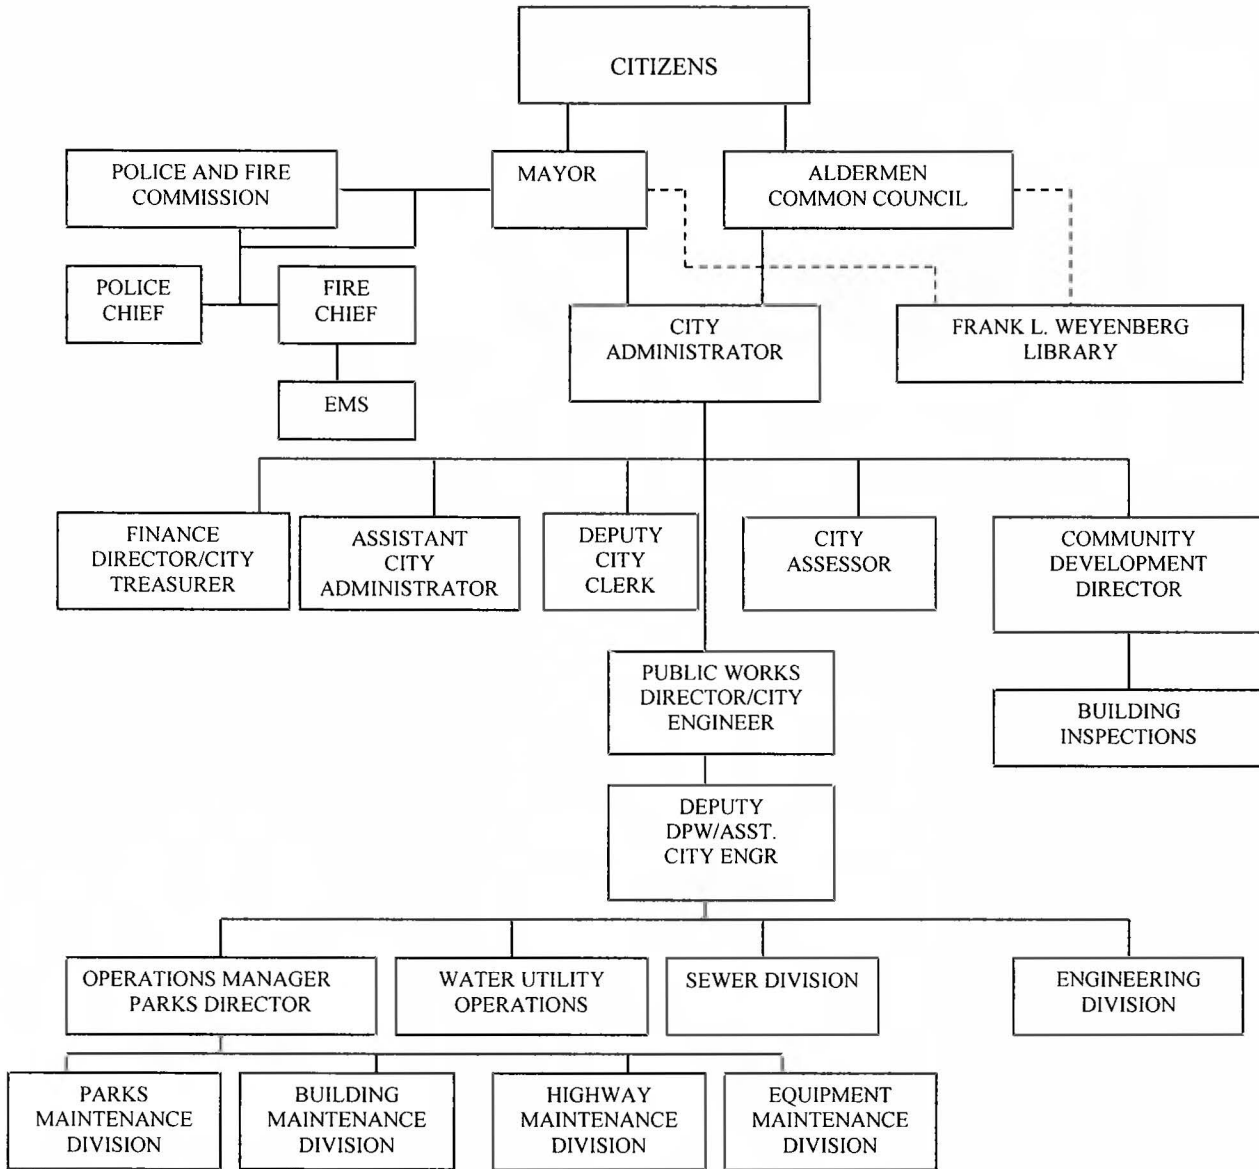 CITIZENS
POLICE AND FIRE
COMMISSION
MAYOR
ALDERMEN
COMMON COUNCIL
POLICE
CHIEF
FIRE
CHIEF
CITY
ADMINISTRATOR
FRANK L. WEYENBERG
LIBRARY
EMS
FINANCE
DIRECTOR/CITY
TREASURER
ASSISTANT
CITY
ADMINISTRATOR
DEPUTY
CITY
CLERK
CITY
ASSESSOR
COMMUNITY
DEVELOPMENT
DIRECTOR
PUBLIC WORKS
DIRECTOR/CITY
ENGINEER
BUILDING
INSPECTIONS
DEPUTY
DPW/ASST.
CITY ENGR
OPERATIONS MANAGER
PARKS DIRECTOR
WATER UTILITY
OPERATIONS
SEWER DIVISION
ENGINEERING
DIVISION
PARKS
MAINTENANCE
DIVISION
BUILDING
MAINTENANCE
DIVISION
HIGHWAY
MAINTENANCE
DIVISION
EQUIPMENT
MAINTENANCE
DIVISION